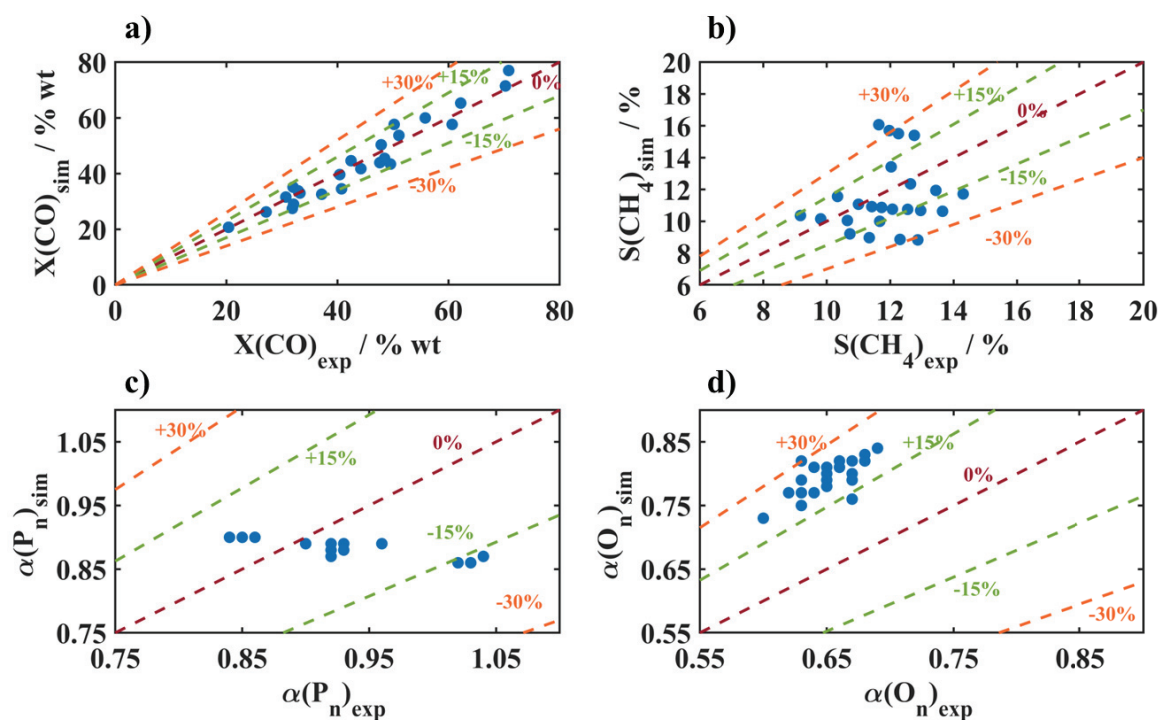 a)
80
60
40
20
0
0 20 40 60 80
X(CO)sim / % wt
X(CO)exp / % wt
+30%
+15%
0%
-15%
-30%
b)
20
18
16
14
12
10
8
6
6 8 10 12 14 16 18 20
S(CH4)sim / %
S(CH4)exp / %
+30%
+15%
0%
-15%
-30%
c)
1.05
0.95
0.85
0.75
0.75 0.85 0.95 1.05
α(Pn)sim
α(Pn)exp
+30%
+15%
0%
-15%
-30%
d)
0.85
0.75
0.65
0.55
0.55 0.65 0.75 0.85
α(On)sim
α(On)exp
+30%
+15%
0%
-15%
-30%